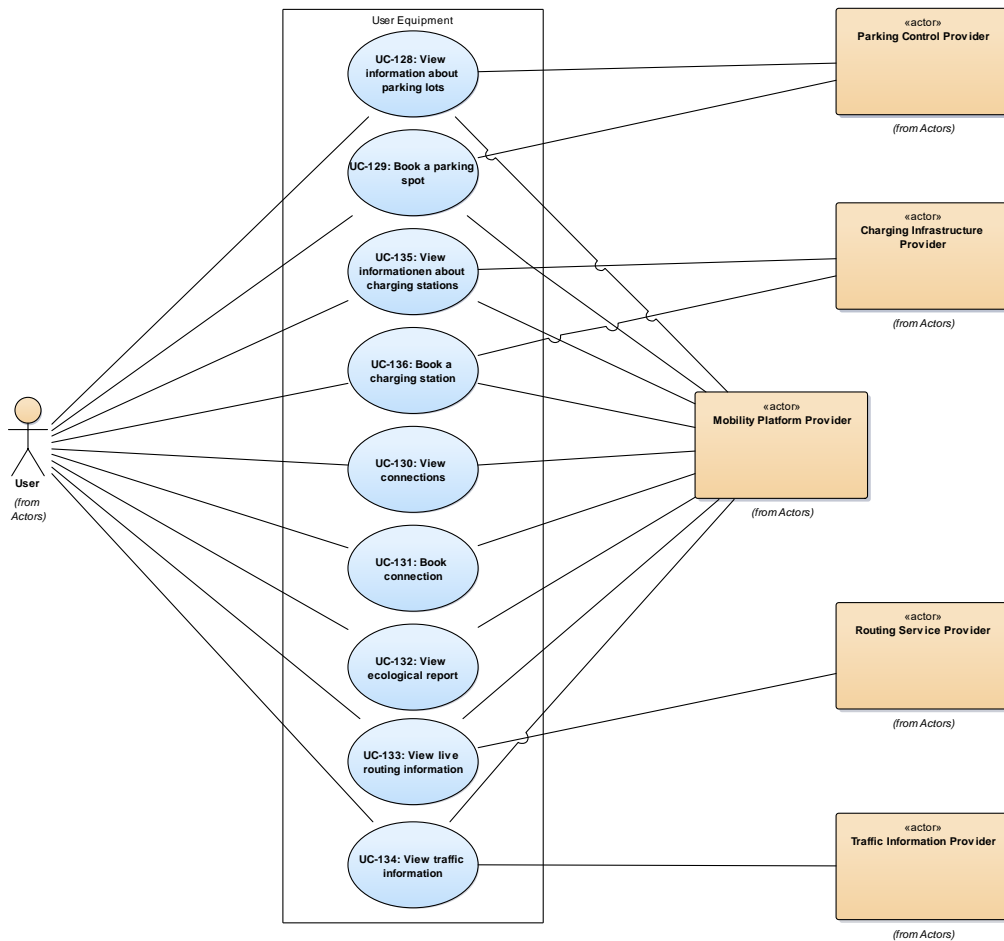 User Equipment
UC-128: View
information about
parking lots
UC-129: Book a parking
spot
UC-135: View
informationen about
charging stations
UC-136: Book a
charging station
UC-130: View
connections
UC-131: Book
connection
UC-132: View
ecological report
UC-133: View live
routing information
UC-134: View traffic
information
User
(from
Actors)
«actor»
Parking Control Provider
(from Actors)
«actor»
Charging Infrastructure
Provider
(from Actors)
«actor»
Mobility Platform Provider
(from Actors)
«actor»
Routing Service Provider
(from Actors)
«actor»
Traffic Information Provider
(from Actors)